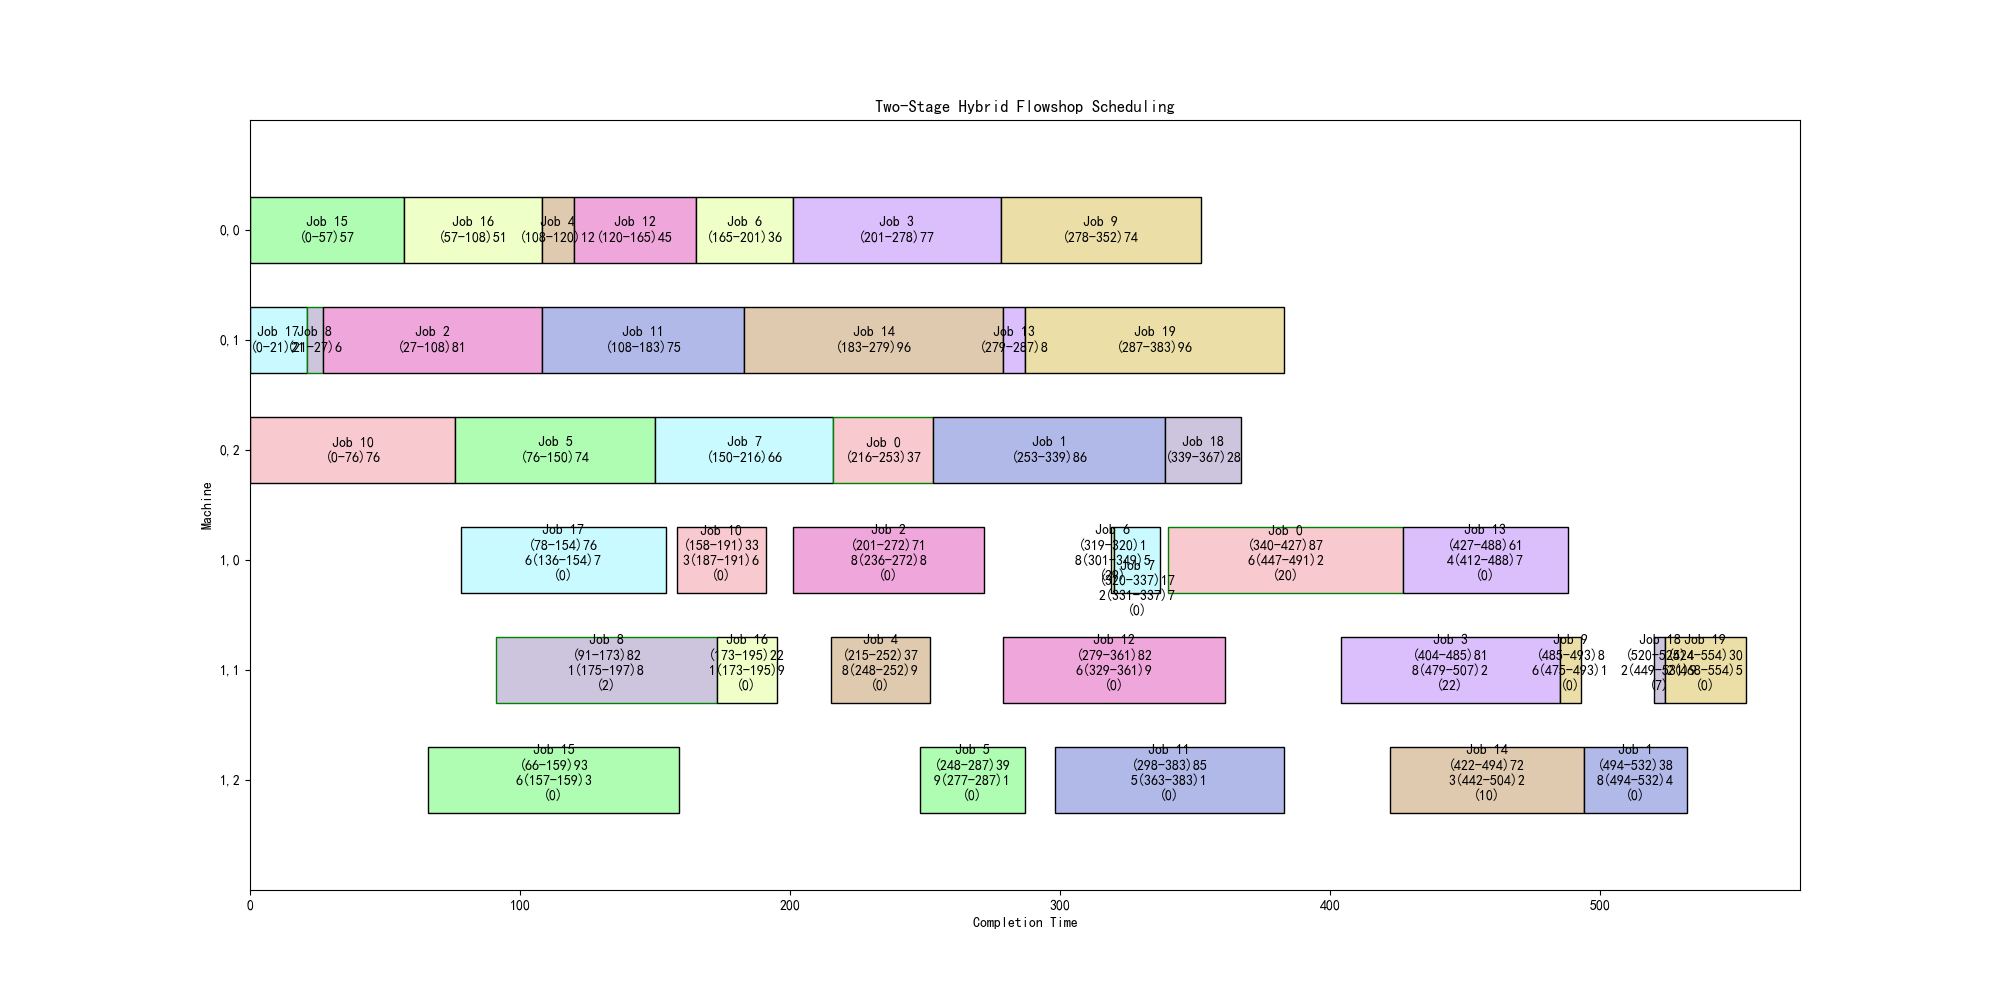 Two-Stage Hybrid Flowshop Scheduling
0,0
Job 15
(0-57)57
Job 16
(57-108)51
Job 4
(108-120)12
Job 12
(120-165)45
Job 6
(165-201)36
Job 3
(201-278)77
Job 9
(278-352)74
0,1
Job 17
(0-21)21
Job 8
(21-27)6
Job 2
(27-108)81
Job 11
(108-183)75
Job 14
(183-279)96
Job 13
(279-287)8
Job 19
(287-383)96
0,2
Job 10
(0-76)76
Job 5
(76-150)74
Job 7
(150-216)66
Job 0
(216-253)37
Job 1
(253-339)86
Job 18
(339-367)28
Machine
1,0
Job 17
(78-154)76
6(136-154)7
(0)
Job 10
(158-191)33
3(187-191)6
(0)
Job 2
(201-272)71
8(236-272)8
(0)
Job 6
(319-320)1
8(301-349)5
Job 7
(320-337)17
2(331-337)7
(0)
Job 0
(340-427)87
6(447-491)2
(20)
Job 13
(427-488)61
4(412-488)7
(0)
1,1
Job 8
(91-173)82
1(175-197)8
(2)
Job 16
(173-195)22
1(173-195)9
(0)
Job 4
(215-252)37
8(248-252)9
(0)
Job 12
(279-361)82
6(329-361)9
(0)
Job 3
(404-485)81
8(479-507)2
(22)
Job 9
(485-493)8
6(475-493)1
(0)
Job 18
(520-524)4
(7)
Job 19
(524-554)30
(0)
1,2
Job 15
(66-159)93
6(157-159)3
(0)
Job 5
(248-287)39
9(277-287)1
(0)
Job 11
(298-383)85
5(363-383)1
(0)
Job 14
(422-494)72
3(442-504)2
(10)
Job 1
(494-532)38
8(494-532)4
(0)
0
100
200
300
400
500
Completion Time